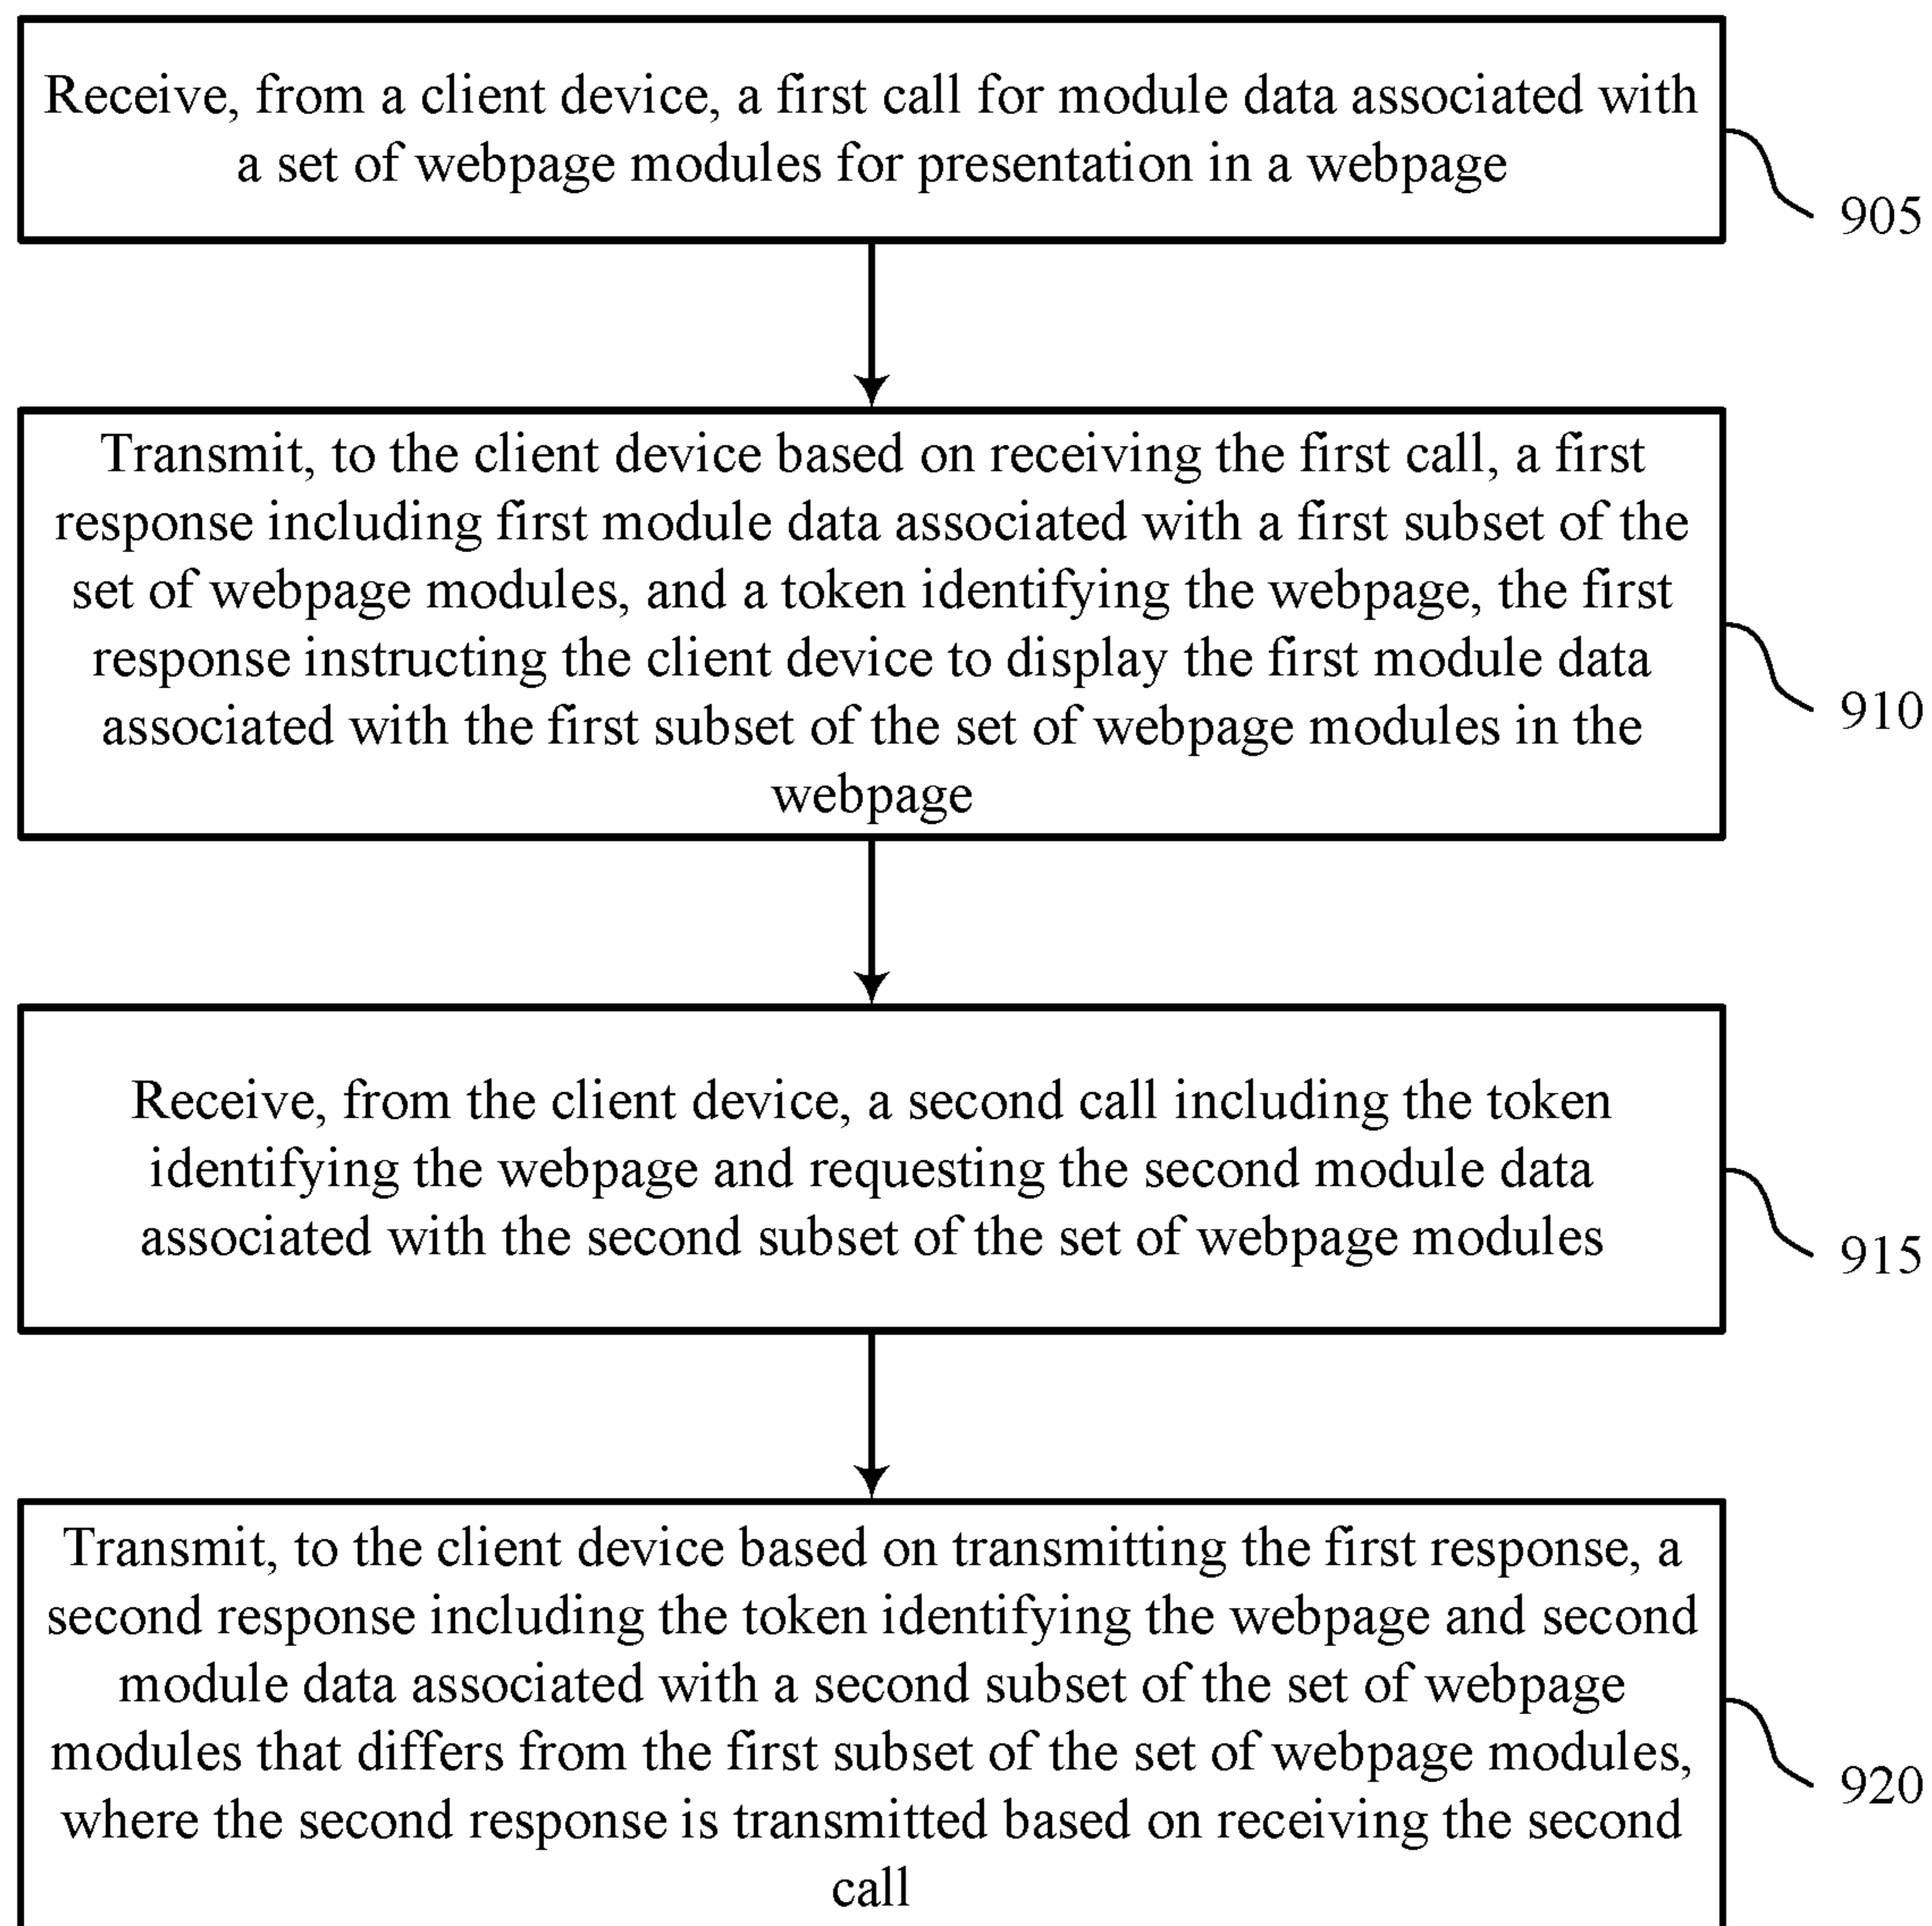 Receive, from a client device, a first call for module data associated with
a set of webpage modules for presentation in a webpage
905
Transmit, to the client device based on receiving the first call, a first
response including first module data associated with a first subset of the
set of webpage modules, and a token identifying the webpage, the first
response instructing the client device to display the first module data
associated with the first subset of the set of webpage modules in the
webpage
910
Receive, from the client device, a second call including the token
identifying the webpage and requesting the second module data
associated with the second subset of the set of webpage modules
915
Transmit, to the client device based on transmitting the first response, a
second response including the token identifying the webpage and second
module data associated with a second subset of the set of webpage
modules that differs from the first subset of the set of webpage modules,
where the second response is transmitted based on receiving the second
call
920